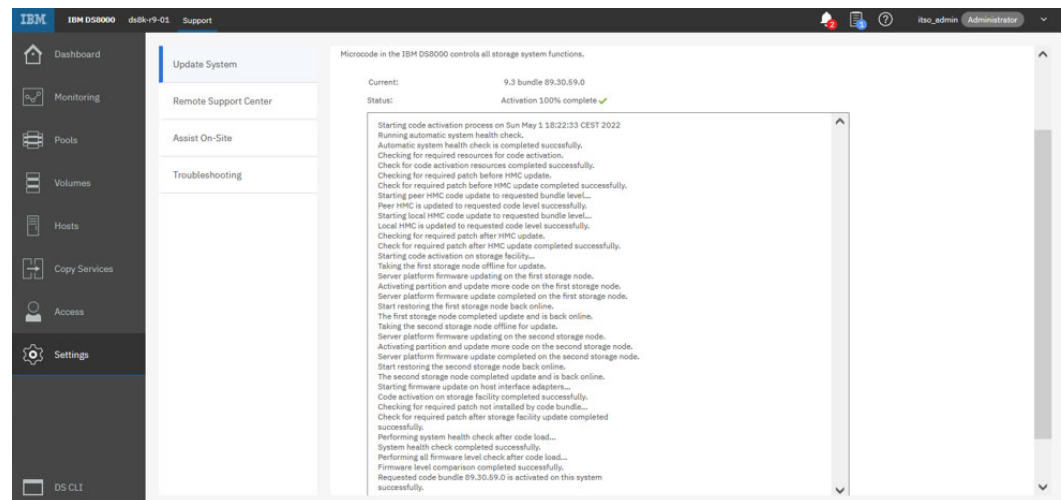 IBM IBM DS8000 ds8k-r9-01 Support 2 1 itso_admin Administrator
Dashboard
Monitoring
Pools
Volumes
Hosts
Copy Services
Access
Settings
DS CLI
Update System
Remote Support Center
Assist On-Site
Troubleshooting
Microcode in the IBM DS8000 controls all storage system functions.
Current: 9.3 bundle 89.30.59.0
Status: Activation 100% complete
Starting code activation process on Sun May 1 18:22:33 CEST 2022
Running automatic system health check.
Automatic system health check is completed succssfully.
Checking for required resources for code activation.
Check for code activation resources completed successfully.
Checking for required patch before HMC update.
Check for required patch before HMC update completed successfully.
Starting peer HMC code update to requested bundle level...
Peer HMC is updated to requested code level successfully.
Starting local HMC code update to requested bundle level...
Local HMC is updated to requested code level successfully.
Checking for required patch after HMC update.
Check for required patch after HMC update completed successfully.
Starting code activation on storage facility...
Taking the first storage node offline for update.
Server platform firmware updating on the first storage node.
Activating partition and update more code on the first storage node.
Server platform firmware update completed on the first storage node.
Start restoring the first storage node back online.
The first storage node completed update and is back online.
Taking the second storage node offline for update.
Server platform firmware updating on the second storage node.
Activating partition and update more code on the second storage node.
Server platform firmware update completed on the second storage node.
Start restoring the second storage node back online.
The second storage node completed update and is back online.
Starting firmware update on host interface adapters...
Code activation on storage facility completed successfully.
Checking for required patch not installed by code bundle...
Check for required patch after storage facility update completed
successfully.
Performing system health check after code load...
System health check completed successfully.
Performing all firmware level check after code load...
Firmware level comparison completed successfully.
Requested code bundle 89.30.59.0 is activated on this system
successfully.